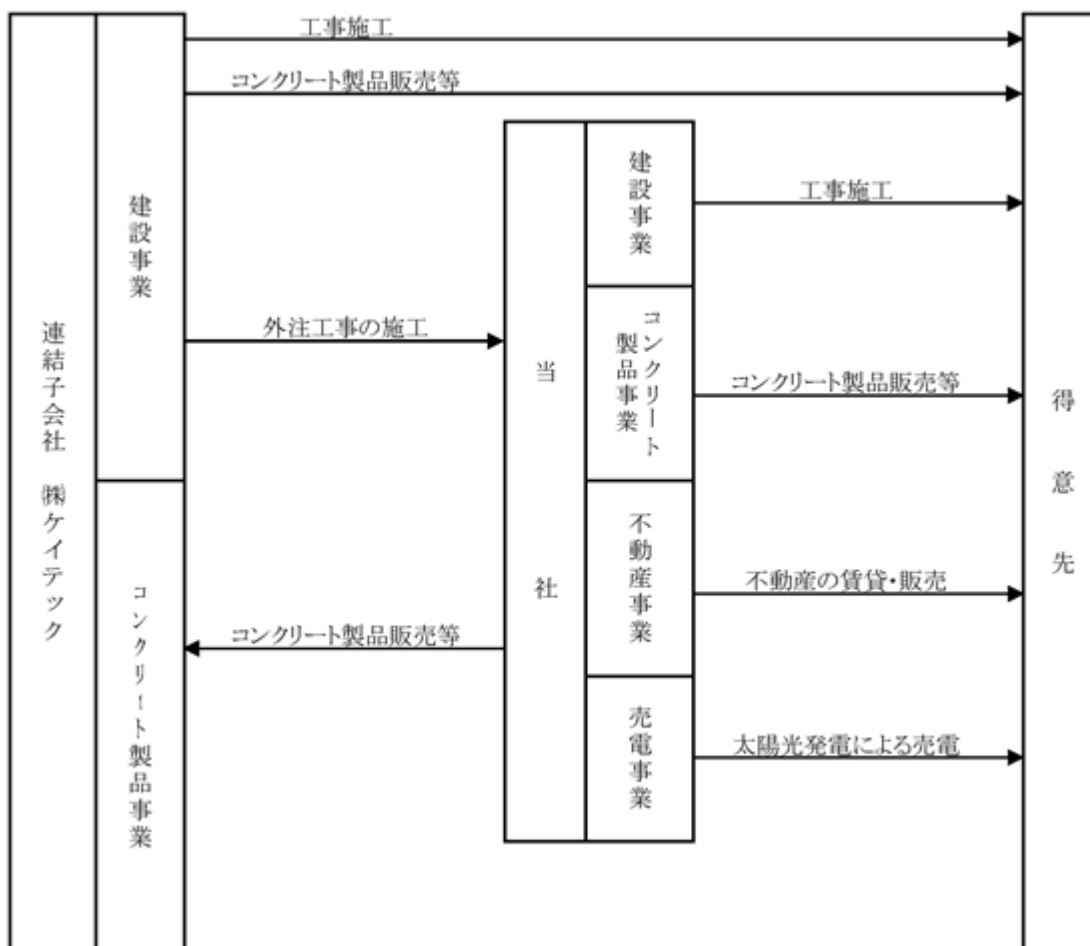 工事施工
コンクリート製品販売等
連結子会社 ㈱ケイテック
建設事業
コンクリート製品事業
外注工事の施工
コンクリート製品販売等
当社
建設事業
コンクリート
製品事業
不動産事業
売電事業
工事施工
コンクリート製品販売等
不動産の賃貸・販売
太陽光発電による売電
得意先